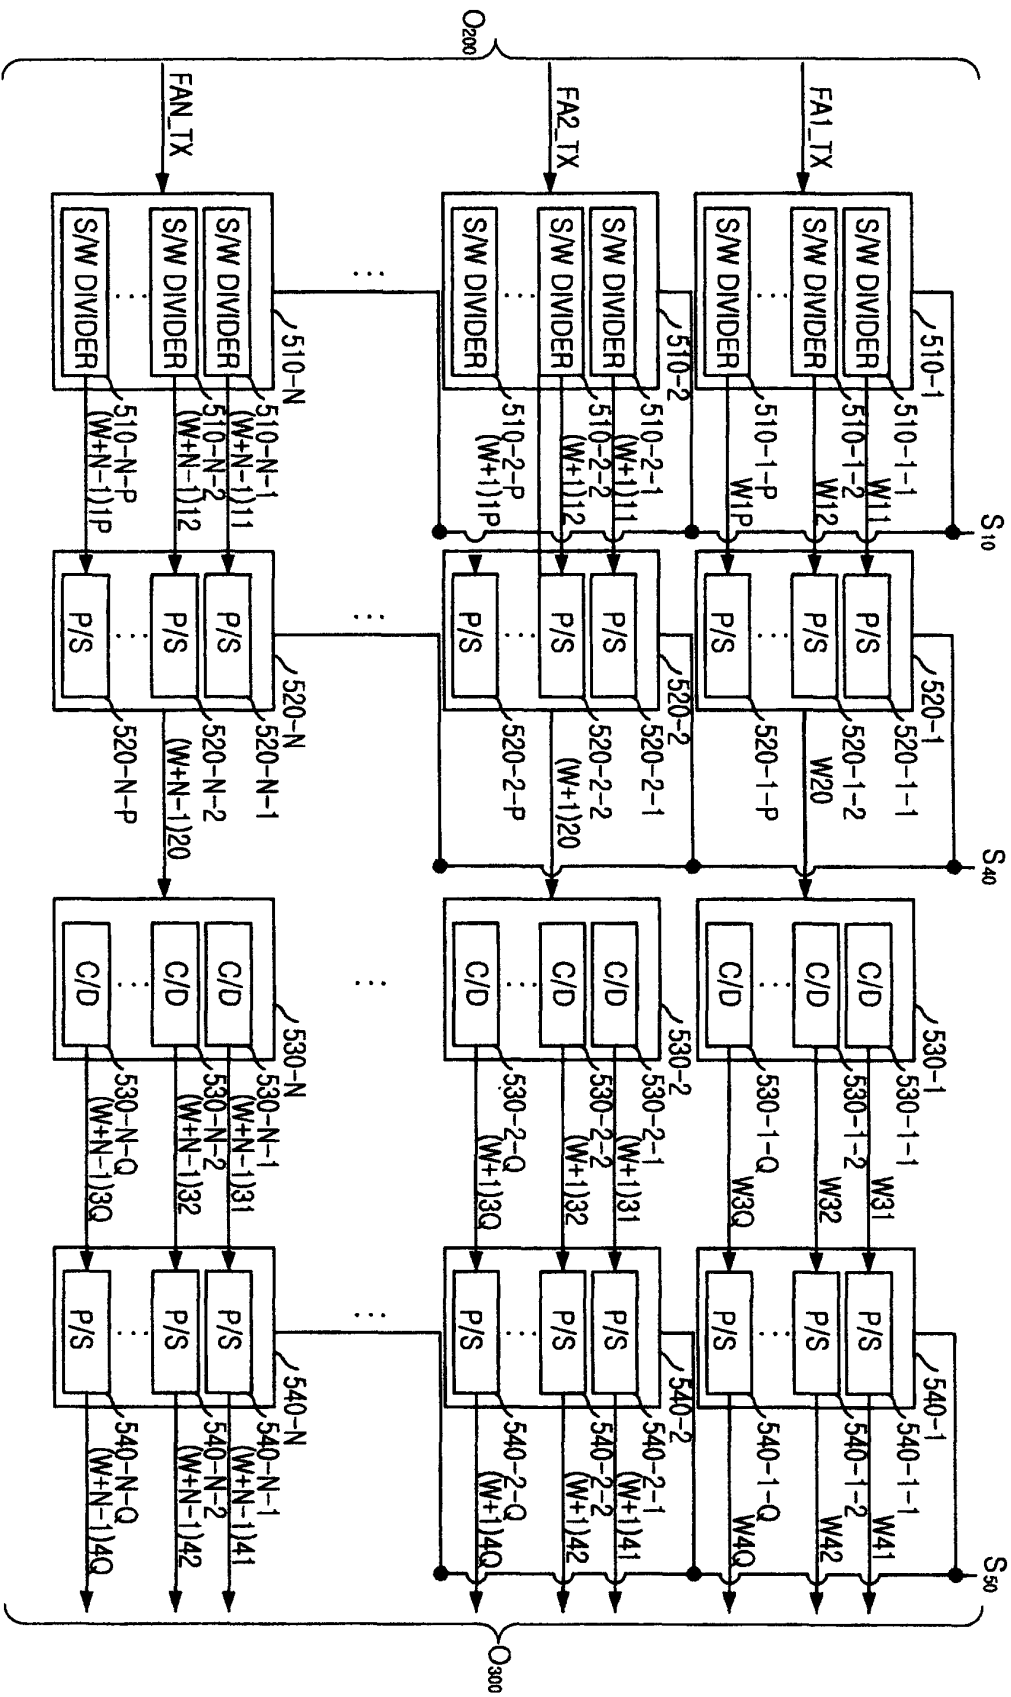 O200
FA1_TX
FA2_TX
FAN_TX
S10
S40
S50
510-1
S/W DIVIDER
510-1-1
W11
S/W DIVIDER
510-1-2
W12
...
S/W DIVIDER
510-1-P
W1P
520-1
P/S
520-1-1
P/S
520-1-2
...
P/S
520-1-P
W20
530-1
C/D
530-1-1
W31
C/D
530-1-2
W32
...
C/D
530-1-Q
W3Q
540-1
P/S
540-1-1
W41
P/S
540-1-2
W42
...
P/S
540-1-Q
W4Q
510-2
S/W DIVIDER
510-2-1
(W+1)11
S/W DIVIDER
510-2-2
(W+1)12
...
S/W DIVIDER
510-2-P
(W+1)1P
520-2
P/S
520-2-1
P/S
520-2-2
...
P/S
520-2-P
(W+1)20
530-2
C/D
530-2-1
(W+1)31
C/D
530-2-2
(W+1)32
...
C/D
530-2-Q
(W+1)3Q
540-2
P/S
540-2-1
(W+1)41
P/S
540-2-2
(W+1)42
...
P/S
540-2-Q
(W+1)4Q
...
...
...
...
510-N
S/W DIVIDER
510-N-1
(W+N-1)11
S/W DIVIDER
510-N-2
(W+N-1)12
...
S/W DIVIDER
510-N-P
(W+N-1)1P
520-N
P/S
520-N-1
P/S
520-N-2
...
P/S
520-N-P
(W+N-1)20
530-N
C/D
530-N-1
(W+N-1)31
C/D
530-N-2
(W+N-1)32
...
C/D
530-N-Q
(W+N-1)3Q
540-N
P/S
540-N-1
(W+N-1)41
P/S
540-N-2
(W+N-1)42
...
P/S
540-N-Q
(W+N-1)4Q
O300